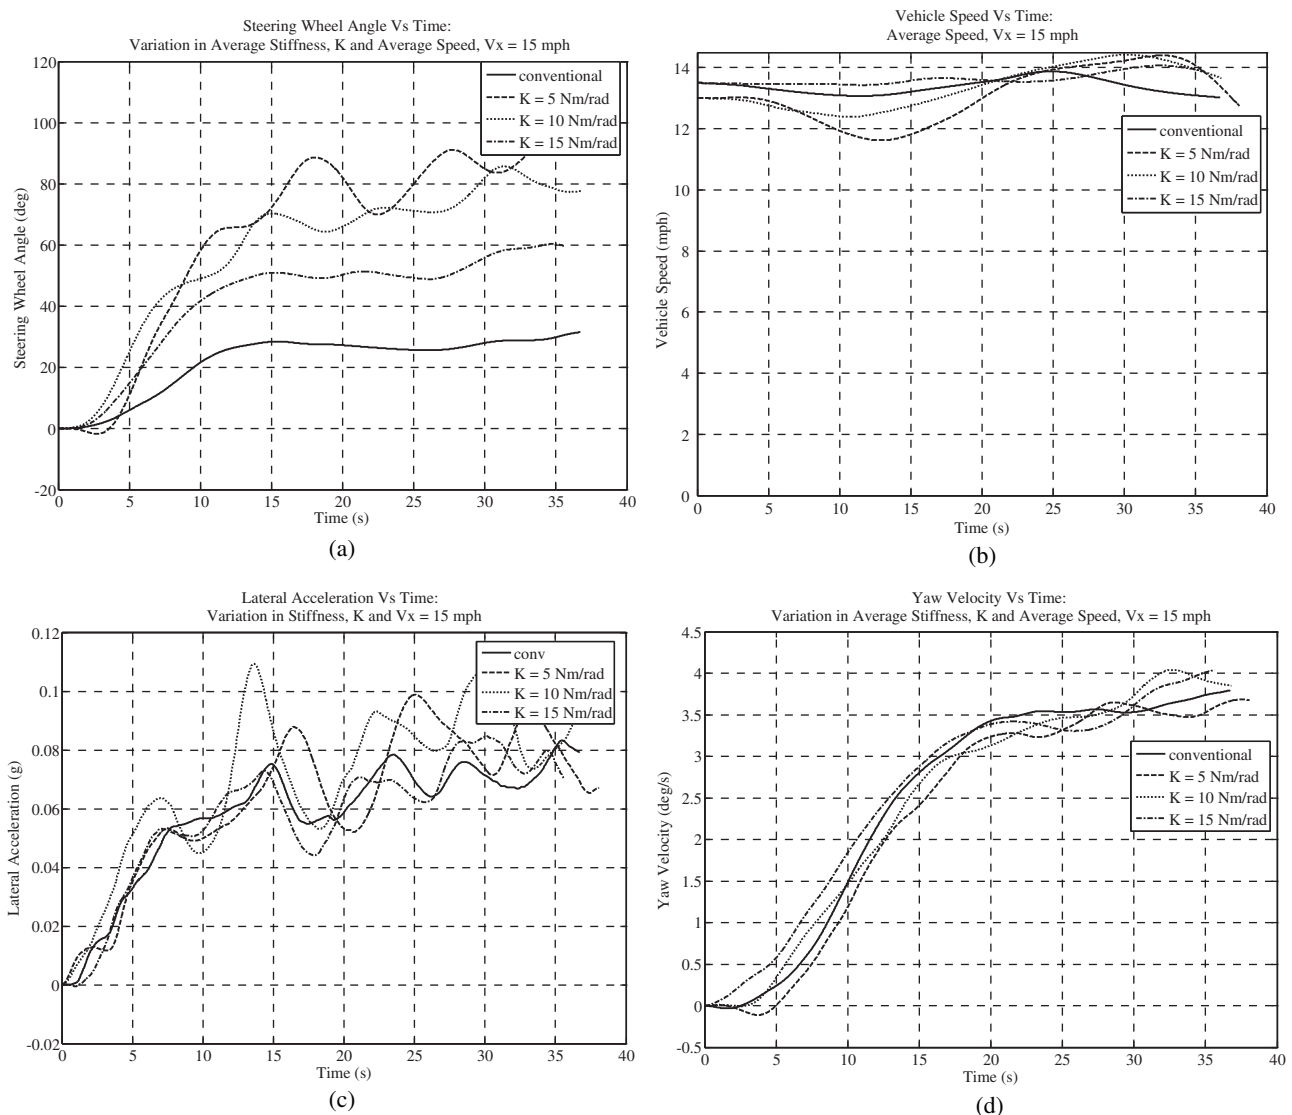 Steering Wheel Angle Vs Time:
Variation in Average Stiffness, K and Average Speed, Vx = 15 mph
120
100
80
60
40
20
0
-20
Steering Wheel Angle (deg)
conventional
K = 5 Nm/rad
K = 10 Nm/rad
K = 15 Nm/rad
0 5 10 15 20 25 30 35 40
Time (s)
(a)
Vehicle Speed Vs Time:
Average Speed, Vx = 15 mph
14
12
10
8
6
4
2
0
Vehicle Speed (mph)
conventional
K = 5 Nm/rad
K = 10 Nm/rad
K = 15 Nm/rad
0 5 10 15 20 25 30 35 40
Time (s)
(b)
Lateral Acceleration Vs Time:
Variation in Stiffness, K and Vx = 15 mph
0.12
0.1
0.08
0.06
0.04
0.02
0
-0.02
Lateral Acceleration (g)
conv
K = 5 Nm/rad
K = 10 Nm/rad
K = 15 Nm/rad
0 5 10 15 20 25 30 35 40
Time (s)
(c)
Yaw Velocity Vs Time:
Variation in Average Stiffness, K and Average Speed, Vx = 15 mph
4.5
4
3.5
3
2.5
2
1.5
1
0.5
0
-0.5
Yaw Velocity (deg/s)
conventional
K = 5 Nm/rad
K = 10 Nm/rad
K = 15 Nm/rad
0 5 10 15 20 25 30 35 40
Time (s)
(d)